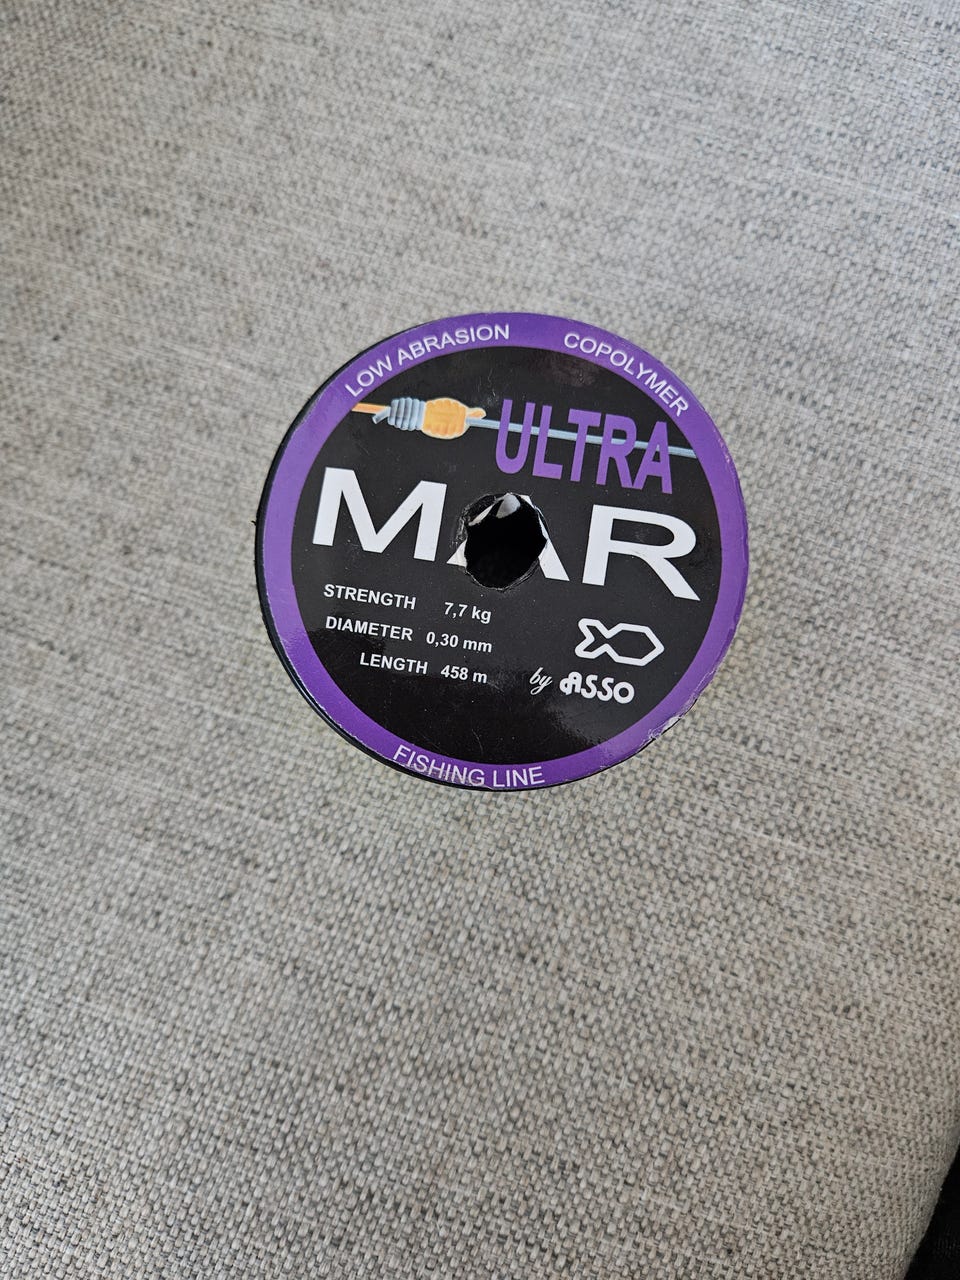 LOW ABRASION COPOLYMER
ULTRA
MAR
STRENGTH 7,7 kg
DIAMETER 0,30 mm
LENGTH 458 m
by ASSO
FISHING LINE